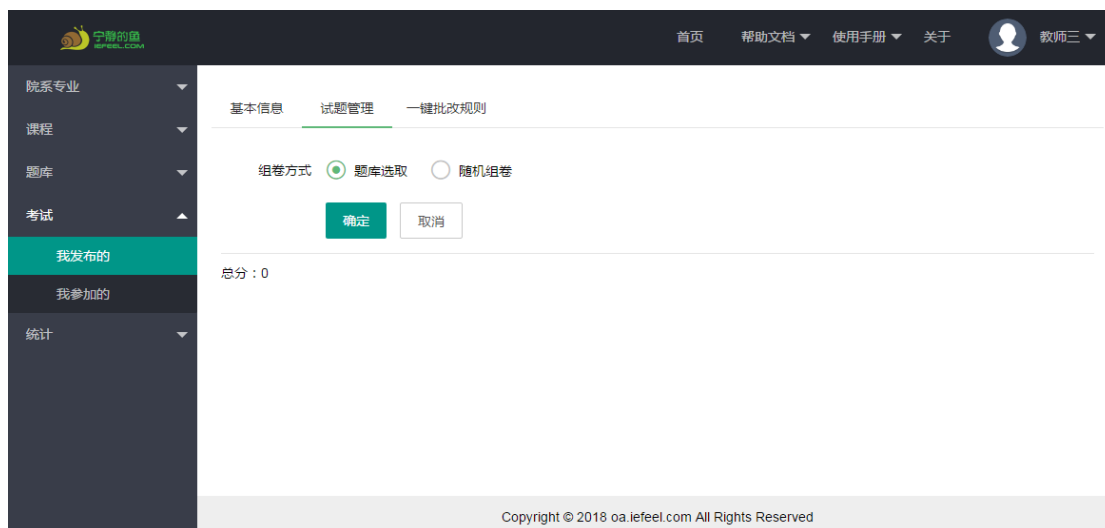 宁静的鱼
IEFEEL.COM
首页 帮助文档 使用手册 关于 教师三
院系专业
课程
题库
考试
我发布的
我参加的
统计
基本信息 试题管理 一键批改规则
组卷方式 题库选取 随机组卷
确定 取消
总分：0
Copyright © 2018 oa.iefeel.com All Rights Reserved